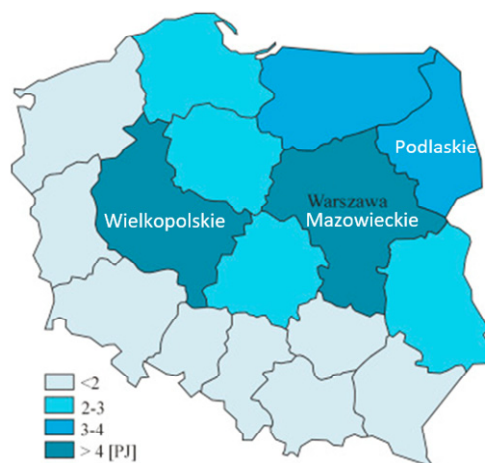 Podlaskie
Warszawa
Wielkopolskie
Mazowieckie
<2
2-3
3-4
> 4 [PJ]